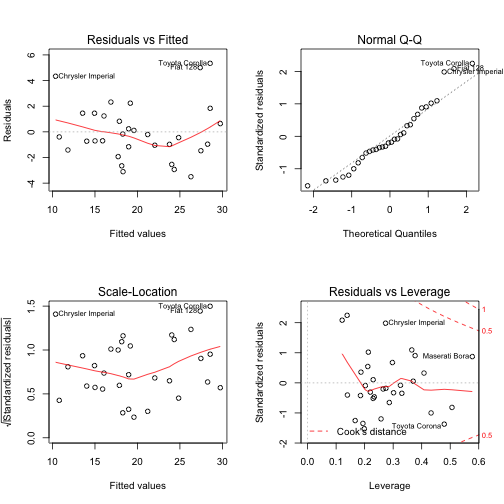 Residuals vs Fitted
Residuals
6
4
2
0
-2
-4
Toyota Corolla
Fiat 128
Chrysler Imperial
10
15
20
25
30
Fitted values
Normal Q-Q
Standardized residuals
2
1
0
-1
Toyota Corolla
Fiat 128
Chrysler Imperial
-2
-1
0
1
2
Theoretical Quantiles
Scale-Location
√|Standardized residuals|
1.5
1.0
0.5
0.0
Toyota Corolla
Fiat 128
Chrysler Imperial
10
15
20
25
30
Fitted values
Residuals vs Leverage
Standardized residuals
2
1
0
-1
-2
Chrysler Imperial
Maserati Bora
Toyota Corona
Cook's distance
1
0.5
0.5
0.0
0.1
0.2
0.3
0.4
0.5
0.6
Leverage